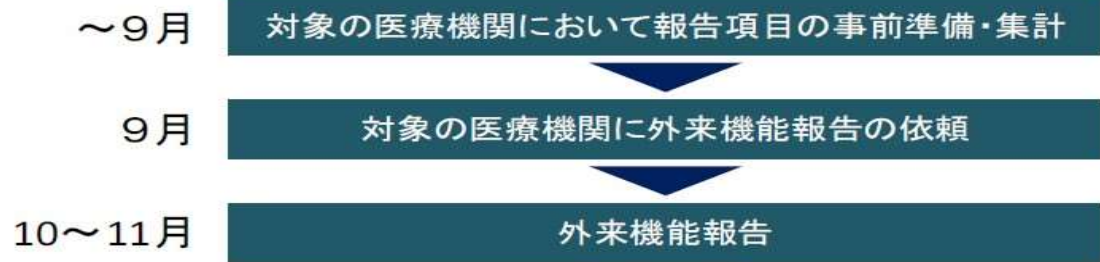 ～９月 対象の医療機関において報告項目の事前準備・集計
９月 対象の医療機関に外来機能報告の依頼
10～11月 外来機能報告